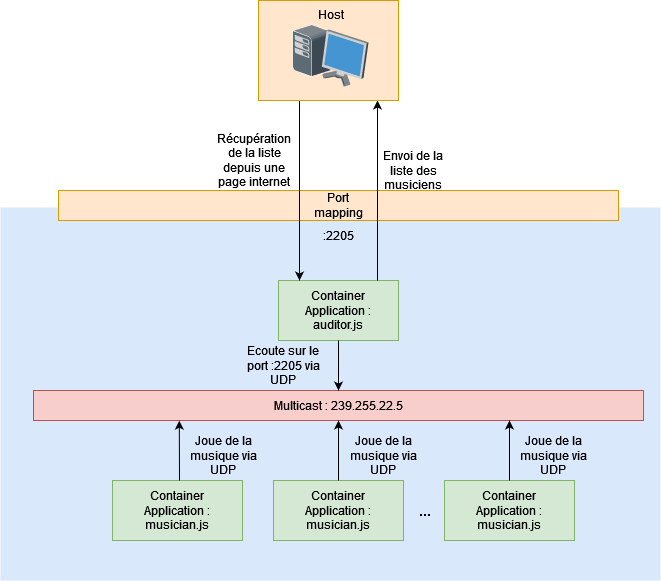 Host
Récupération
de la liste
depuis une
page internet
Envoi de la
liste des
musiciens
Port
mapping
:2205
Container
Application :
auditor.js
Ecoute sur le
port :2205 via
UDP
Multicast : 239.255.22.5
Joue de la
musique via
UDP
Joue de la
musique via
UDP
Joue de la
musique via
UDP
Container
Application :
musician.js
Container
Application :
musician.js
...
Container
Application :
musician.js